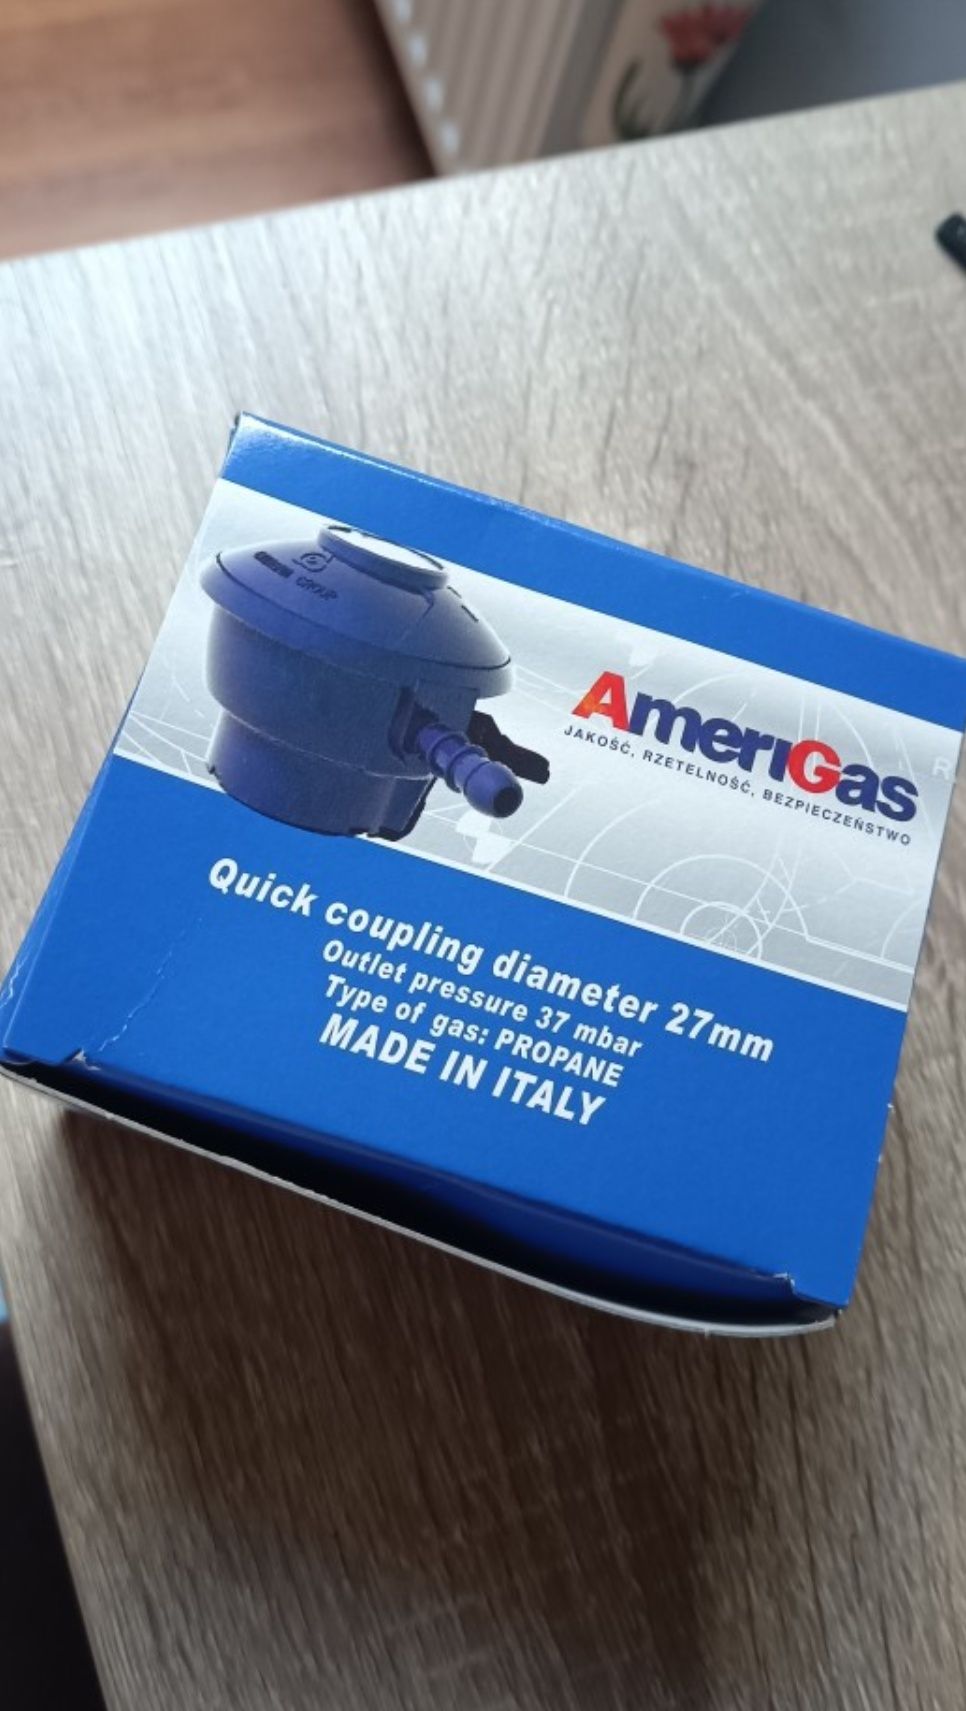 GROUP
AmeriGas
JAKOŚĆ, RZETELNOŚĆ, BEZPIECZEŃSTWO
R
Quick coupling diameter 27mm
Outlet pressure 37 mbar
Type of gas: PROPANE
MADE IN ITALY